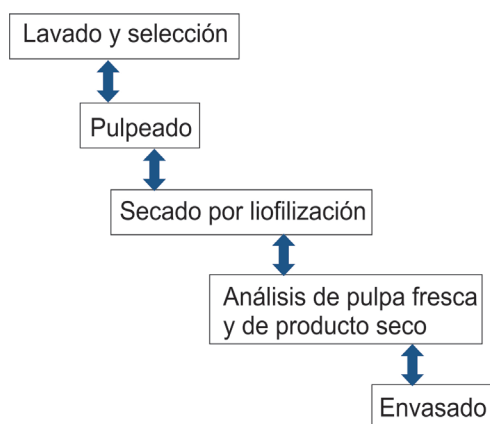 Lavado y selección
Pulpeado
Secado por liofilización
Análisis de pulpa fresca
y de producto seco
Envasado